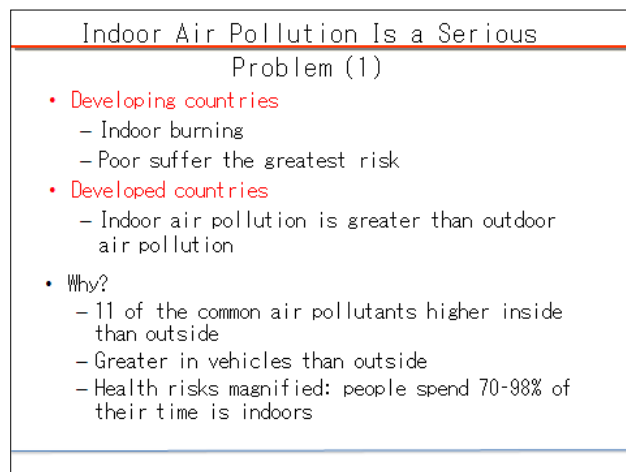 Indoor Air Pollution Is a Serious
Problem (1)
• Developing countries
– Indoor burning
– Poor suffer the greatest risk
• Developed countries
– Indoor air pollution is greater than outdoor
air pollution
• Why?
– 11 of the common air pollutants higher inside
than outside
– Greater in vehicles than outside
– Health risks magnified: people spend 70-98% of
their time is indoors